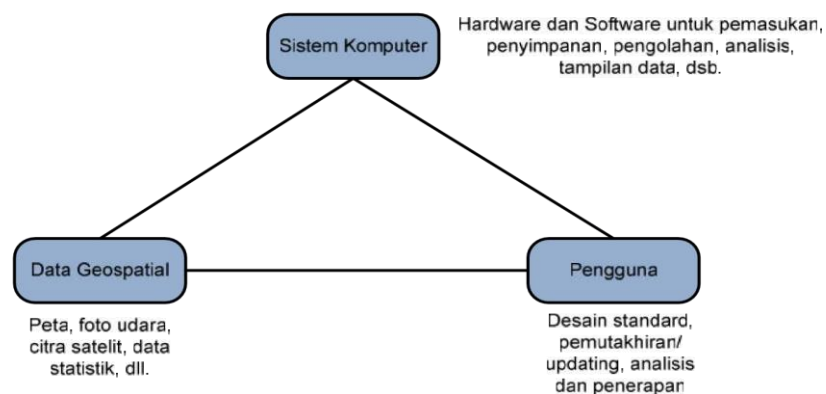 Sistem Komputer
Hardware dan Software untuk pemasukan,
penyimpanan, pengolahan, analisis,
tampilan data, dsb.
Data Geospatial
Peta, foto udara,
citra satelit, data
statistik, dll.
Pengguna
Desain standard,
pemutakhiran/
updating, analisis
dan penerapan